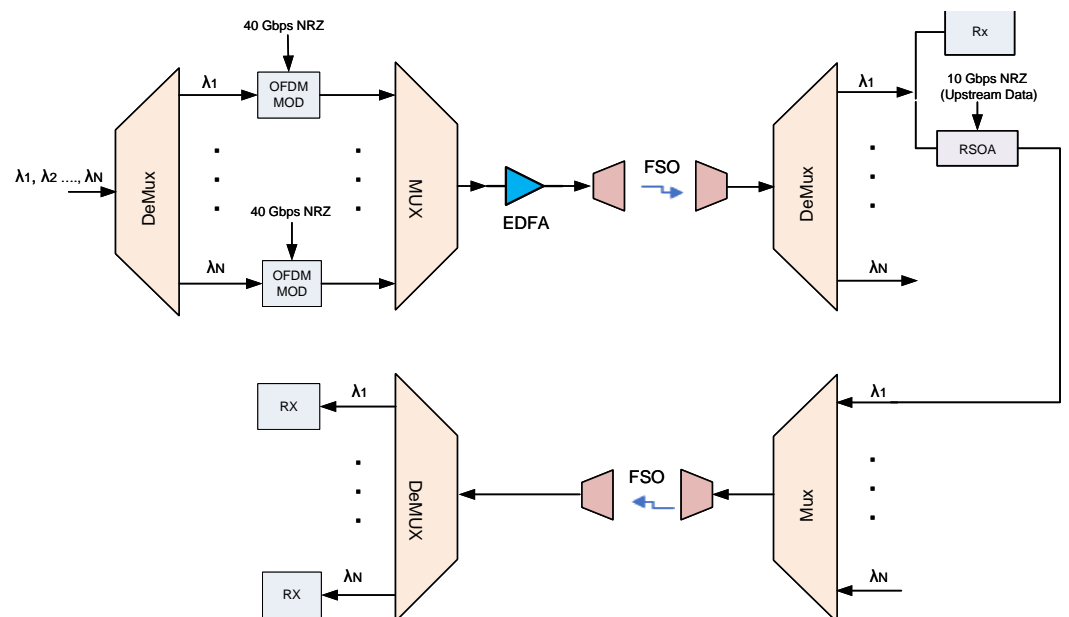 40 Gbps NRZ
Rx
λ1
OFDM
MOD
λ1
10 Gbps NRZ
(Upstream Data)
RSOA
λ1, λ2 ...., λN
DeMux
MUX
FSO
DeMux
EDFA
40 Gbps NRZ
λN
OFDM
MOD
λN
RX
λ1
λ1
FSO
DeMUX
Mux
RX
λN
λN